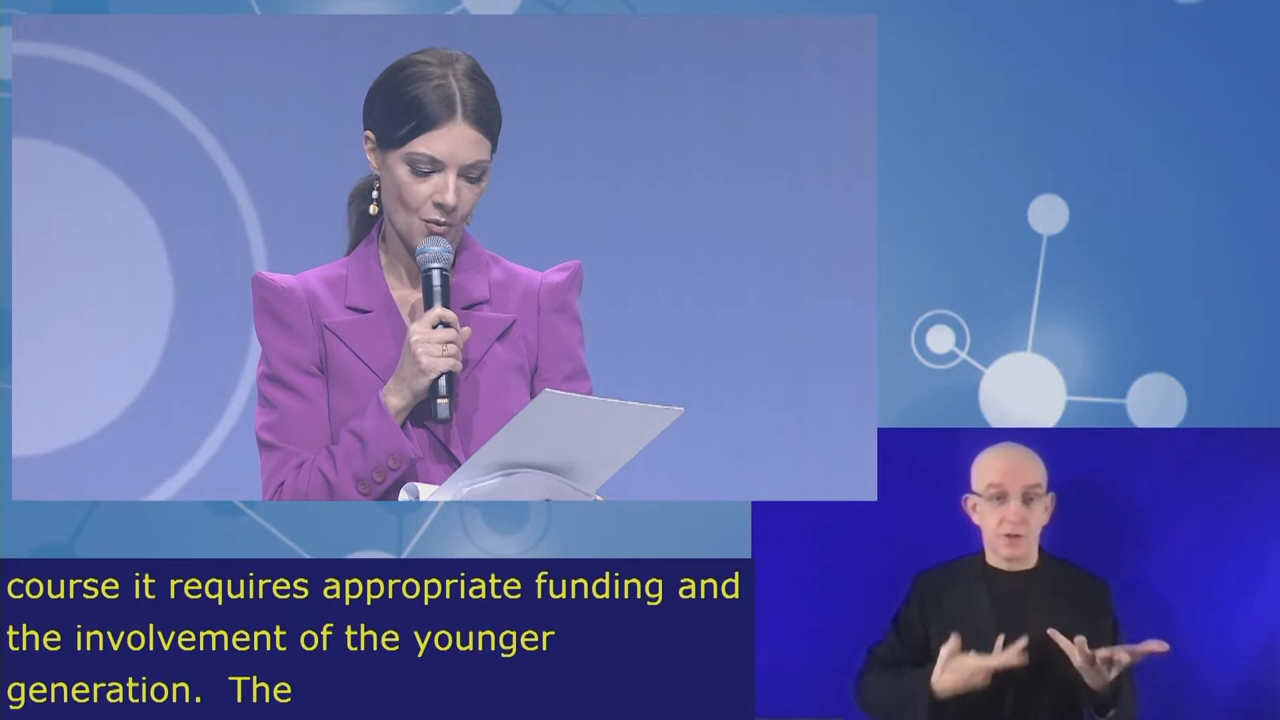 course it requires appropriate funding and
the involvement of the younger
generation.  The